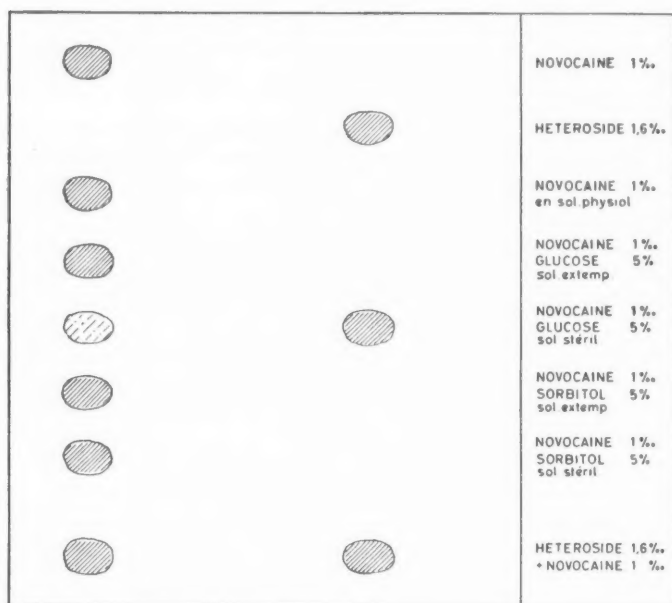 NOVOCAINE 1‰
HETEROSIDE 1,6‰
NOVOCAINE 1‰
en sol.physiol
NOVOCAINE 1‰
GLUCOSE 5%
sol extemp
NOVOCAINE 1‰
GLUCOSE 5%
sol stéril
NOVOCAINE 1‰
SORBITOL 5%
sol extemp
NOVOCAINE 1‰
SORBITOL 5%
sol stéril
HETEROSIDE 1,6‰
+ NOVOCAINE 1 ‰